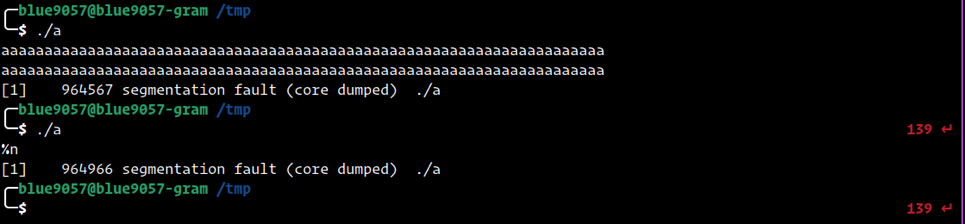 blue9057@blue9057-gram /tmp
$ ./a
aaaaaaaaaaaaaaaaaaaaaaaaaaaaaaaaaaaaaaaaaaaaaaaaaaaaaaaaaaaaaaaaaaaaaa
aaaaaaaaaaaaaaaaaaaaaaaaaaaaaaaaaaaaaaaaaaaaaaaaaaaaaaaaaaaaaaaaaaaaaa
[1]    964567 segmentation fault (core dumped)  ./a
blue9057@blue9057-gram /tmp
$ ./a 139 ↵
%n
[1]    964966 segmentation fault (core dumped)  ./a
blue9057@blue9057-gram /tmp
$ 139 ↵